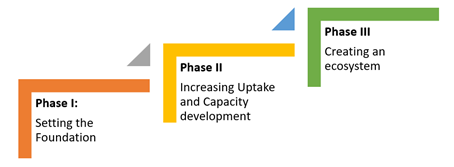 Phase I:
Setting the
Foundation
Phase II
Increasing Uptake
and Capacity
development
Phase III
Creating an
ecosystem